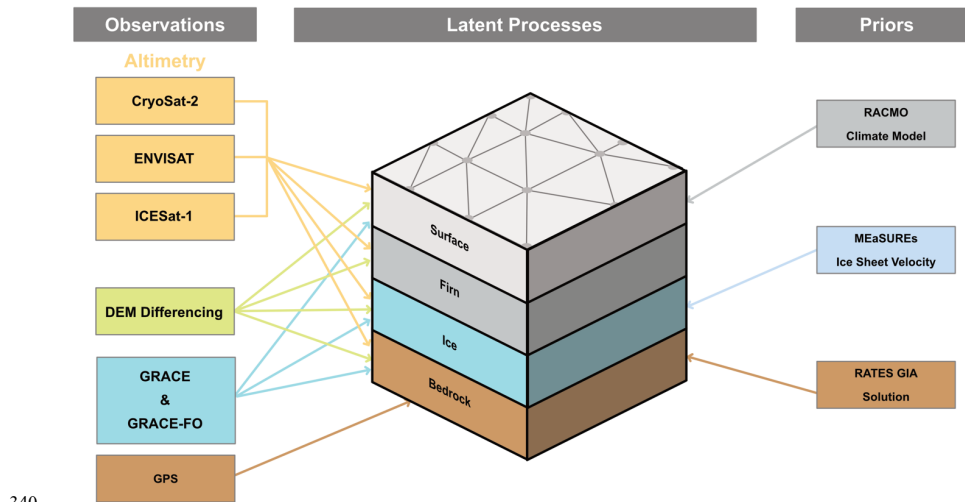 Observations
Latent Processes
Priors
Altimetry
CryoSat-2
ENVISAT
ICESat-1
DEM Differencing
GRACE
&
GRACE-FO
GPS
Surface
Firn
Ice
Bedrock
RACMO
Climate Model
MEaSUREs
Ice Sheet Velocity
RATES GIA
Solution